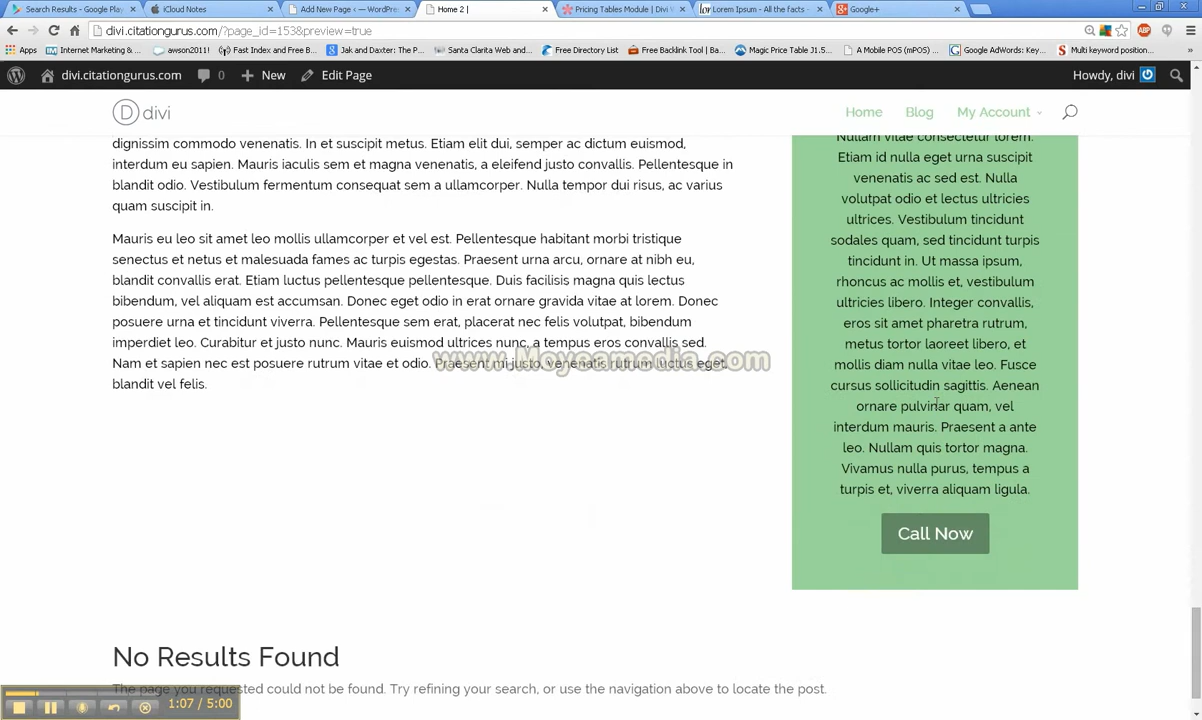 Search Results - Google Play
iCloud Notes
Add New Page ‹ — WordPres
Home 2 |
Pricing Tables Module | Divi
Lorem Ipsum - All the facts -
Google+
divi.citationgurus.com/?page_id=153&preview=true
Apps
Internet Marketing &...
awson2011!
Fast Index and Free B...
Jak and Daxter: The P...
Santa Clarita Web and...
Free Directory List
Free Backlink Tool | Ba...
Magic Price Table J1.5...
A Mobile POS (mPOS) ...
Google AdWords: Key...
Multi keyword position...
divi.citationgurus.com
0
New
Edit Page
Howdy, divi
D divi
Home
Blog
My Account
dignissim commodo venenatis. In et suscipit metus. Etiam elit dui, semper ac dictum euismod,
interdum eu sapien. Mauris iaculis sem et magna venenatis, a eleifend justo convallis. Pellentesque in
blandit odio. Vestibulum fermentum consequat sem a ullamcorper. Nulla tempor dui risus, ac varius
quam suscipit in.
Mauris eu leo sit amet leo mollis ullamcorper et vel est. Pellentesque habitant morbi tristique
senectus et netus et malesuada fames ac turpis egestas. Praesent urna arcu, ornare at nibh eu,
blandit convallis erat. Etiam luctus pellentesque pellentesque. Duis facilisis magna quis lectus
bibendum, vel aliquam est accumsan. Donec eget odio in erat ornare gravida vitae at lorem. Donec
posuere urna et tincidunt viverra. Pellentesque sem erat, placerat nec felis volutpat, bibendum
imperdiet leo. Curabitur et justo nunc. Mauris euismod ultrices nunc, a tempus eros convallis sed.
Nam et sapien nec est posuere rutrum vitae et odio. Praesent mi justo, venenatis rutrum luctus eget,
blandit vel felis.
www.Moyeamedia.com
Nullam vitae consectetur lorem.
Etiam id nulla eget urna suscipit
venenatis ac sed est. Nulla
volutpat odio et lectus ultricies
ultrices. Vestibulum tincidunt
sodales quam, sed tincidunt turpis
tincidunt in. Ut massa ipsum,
rhoncus ac mollis et, vestibulum
ultricies libero. Integer convallis,
eros sit amet pharetra rutrum,
metus tortor laoreet libero, et
mollis diam nulla vitae leo. Fusce
cursus sollicitudin sagittis. Aenean
ornare pulvinar quam, vel
interdum mauris. Praesent a ante
leo. Nullam quis tortor magna.
Vivamus nulla purus, tempus a
turpis et, viverra aliquam ligula.
Call Now
No Results Found
The page you requested could not be found. Try refining your search, or use the navigation above to locate the post.
1:07 / 5:00